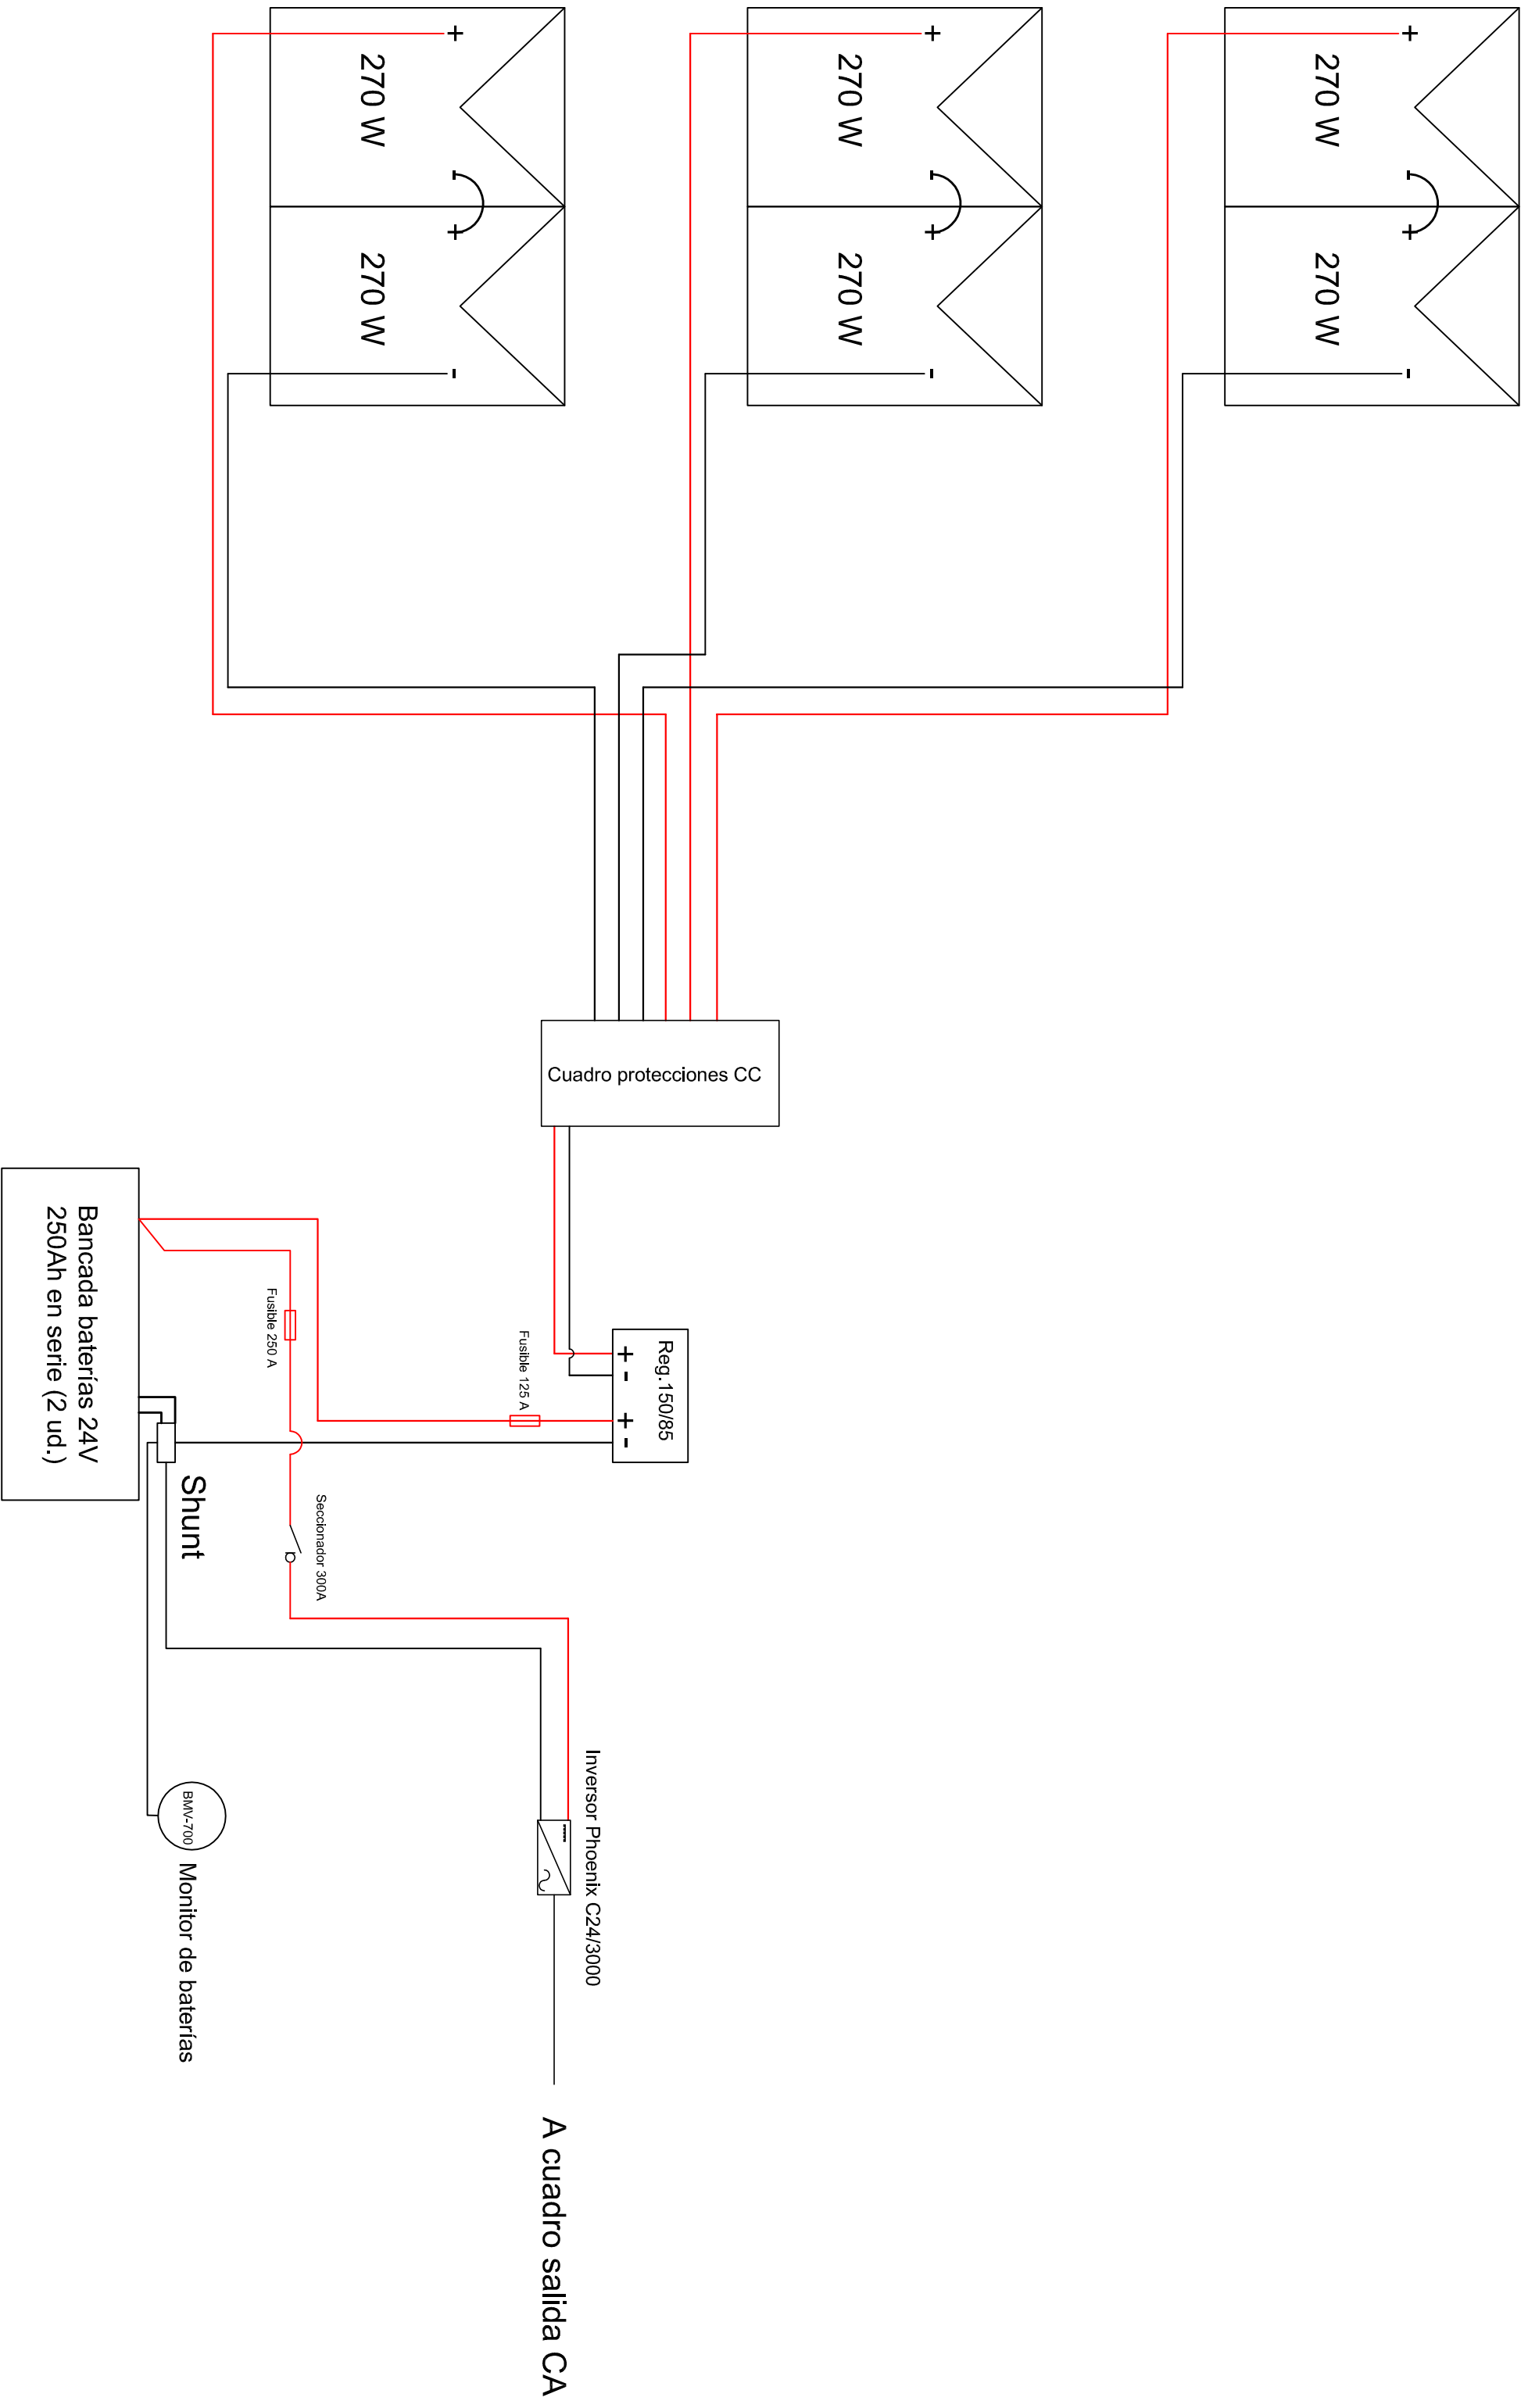 +
270 W
-
+
270 W
-
+
270 W
-
+
270 W
-
+
270 W
-
+
270 W
-
Cuadro protecciones CC
Reg.150/85
+ - + -
Fusible 125 A
Fusible 250 A
Bancada baterías 24V
250Ah en serie (2 ud.)
Shunt
Seccionador 300A
BMV-700
Monitor de baterías
Inversor Phoenix C24/3000
A cuadro salida CA